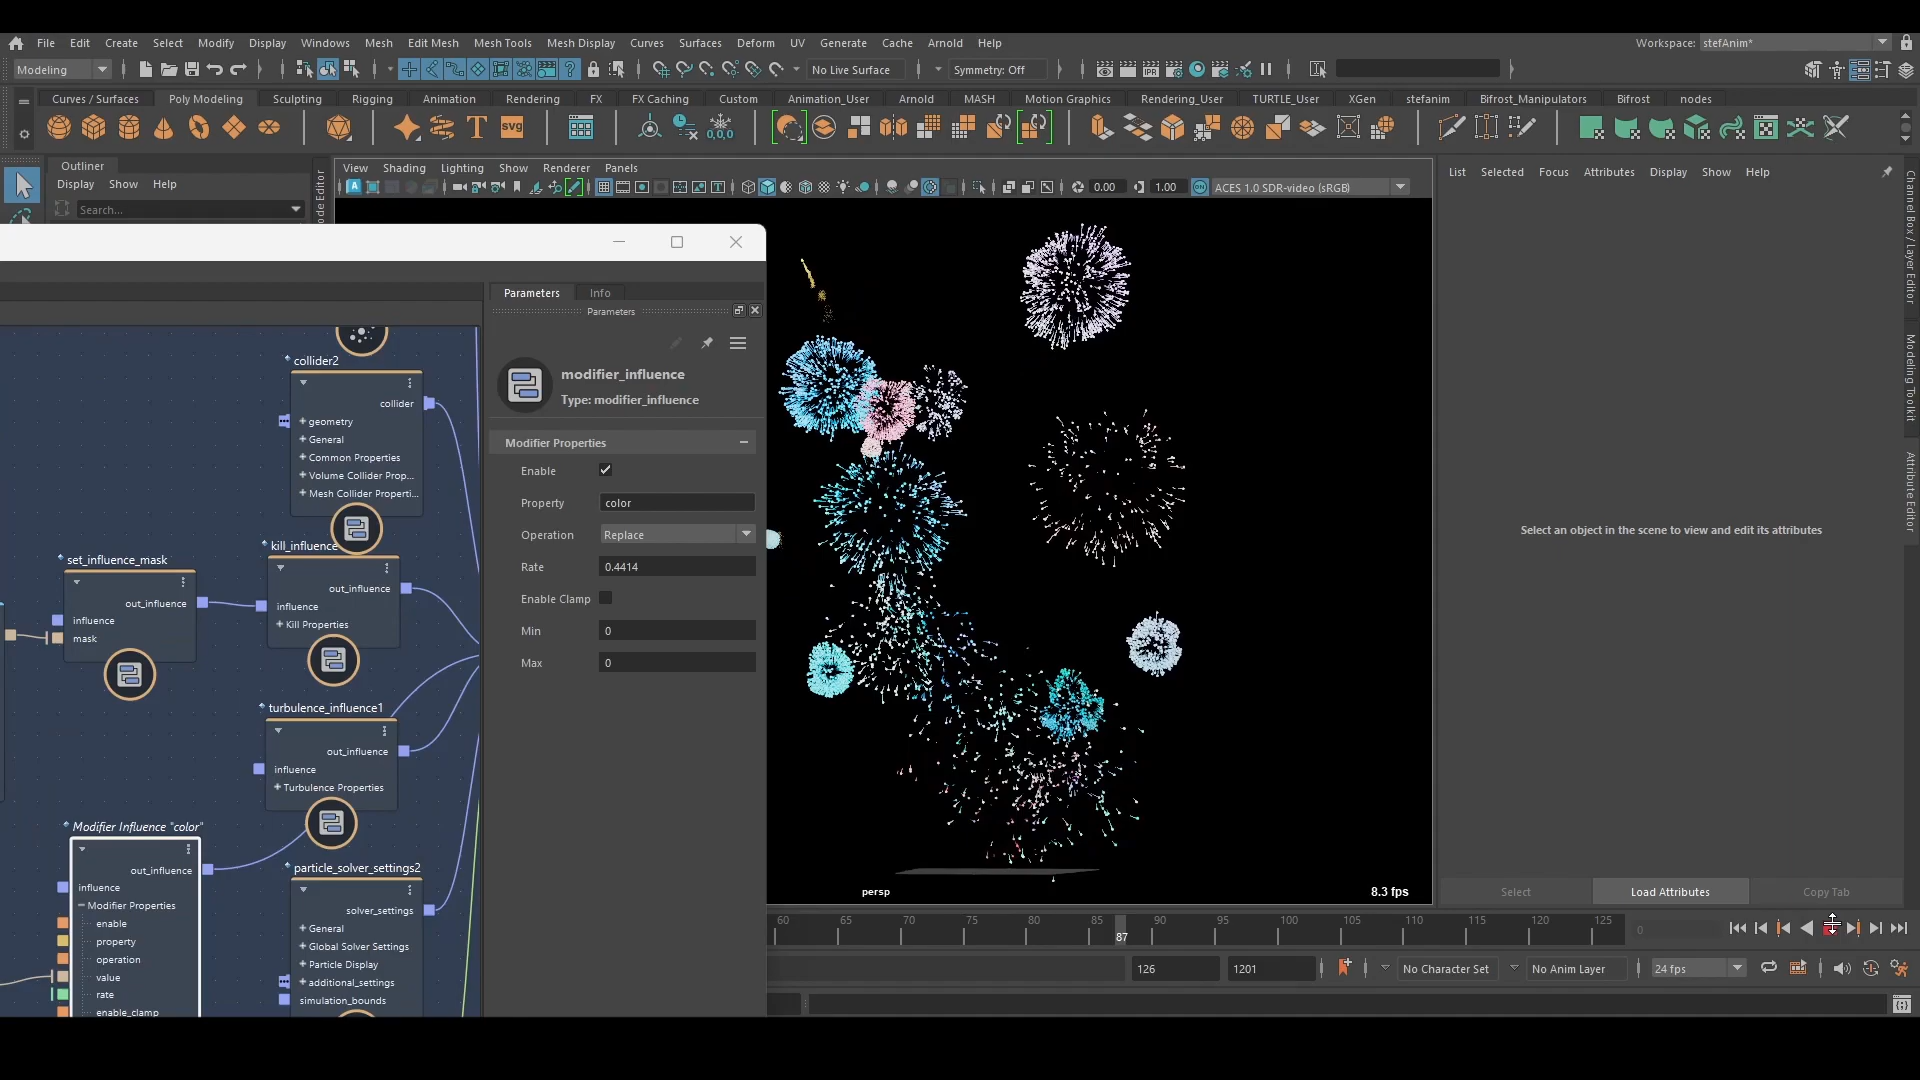 File Edit Create Select Modify Display Windows Mesh Edit Mesh Mesh Tools Mesh Display Curves Surfaces Deform UV Generate Cache Arnold Help
Workspace: stefAnim*
Modeling
No Live Surface
Symmetry: Off
IPR
Curves / Surfaces Poly Modeling Sculpting Rigging Animation Rendering FX FX Caching Custom Animation_User Arnold MASH Motion Graphics Rendering_User TURTLE_User XGen stefanim Bifrost_Manipulators Bifrost nodes
T
SVG
0,0,0
Outliner
Display Show Help
Search...
View Shading Lighting Show Renderer Panels
0.00
1.00
ACES 1.0 SDR-video (sRGB)
List Selected Focus Attributes Display Show Help
Channel Box / Layer Editor
Modeling Toolkit
Attribute Editor
Parameters Info
Parameters
modifier_influence
Type: modifier_influence
Modifier Properties
Enable
Property color
Operation Replace
Rate 0.4414
Enable Clamp
Min 0
Max 0
collider2
collider
geometry
General
Common Properties
Volume Collider Prop...
Mesh Collider Properti...
set_influence_mask
out_influence
influence
mask
kill_influence
out_influence
influence
Kill Properties
turbulence_influence1
out_influence
influence
Turbulence Properties
Modifier Influence "color"
out_influence
influence
Modifier Properties
enable
property
operation
value
rate
enable_clamp
particle_solver_settings2
solver_settings
General
Global Solver Settings
Particle Display
additional_settings
simulation_bounds
persp
8.3 fps
Select an object in the scene to view and edit its attributes
Select Load Attributes Copy Tab
60 65 70 75 80 85 90 95 100 105 110 115 120 125
87
0
126
1201
No Character Set
No Anim Layer
24 fps